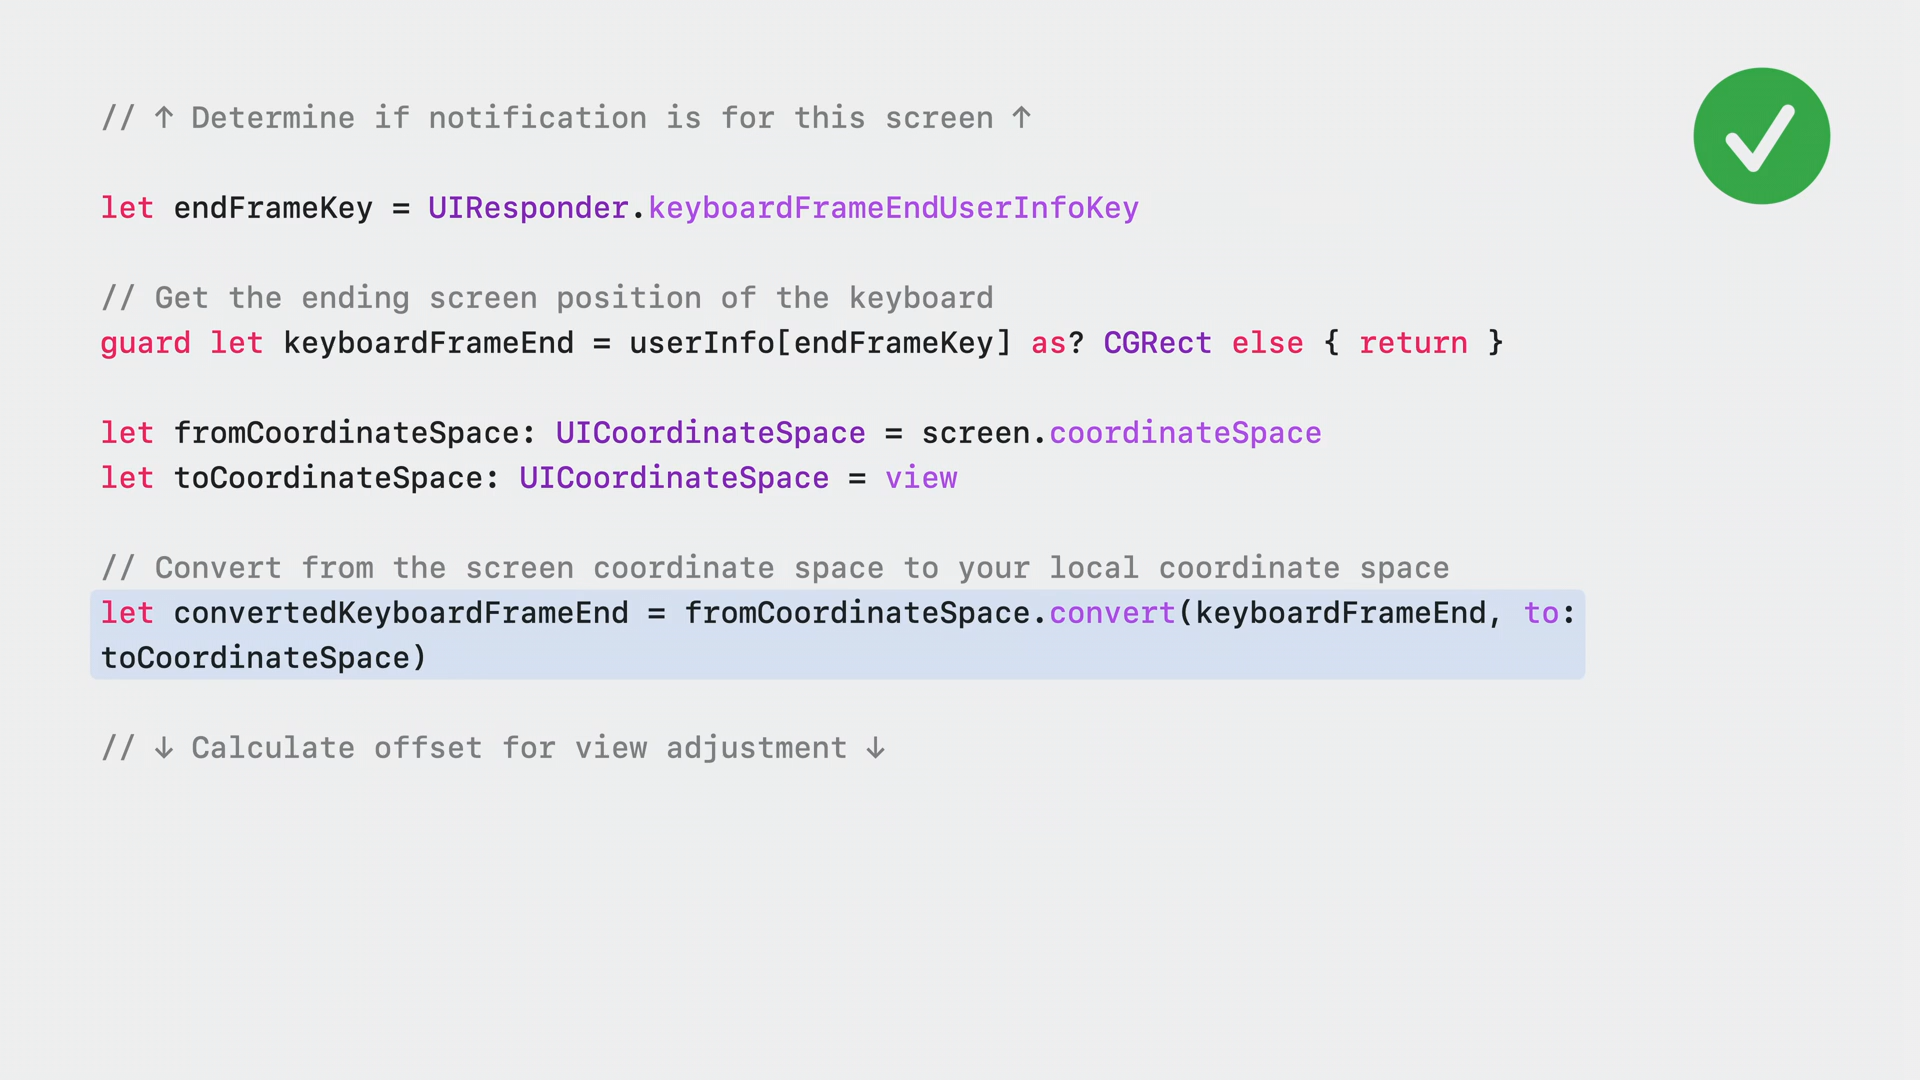 // ↑ Determine if notification is for this screen ↑
let endFrameKey = UIResponder.keyboardFrameEndUserInfoKey
// Get the ending screen position of the keyboard
guard let keyboardFrameEnd = userInfo[endFrameKey] as? CGRect else { return }
let fromCoordinateSpace: UICoordinateSpace = screen.coordinateSpace
let toCoordinateSpace: UICoordinateSpace = view
// Convert from the screen coordinate space to your local coordinate space
let convertedKeyboardFrameEnd = fromCoordinateSpace.convert(keyboardFrameEnd, to:
toCoordinateSpace)
// ↓ Calculate offset for view adjustment ↓